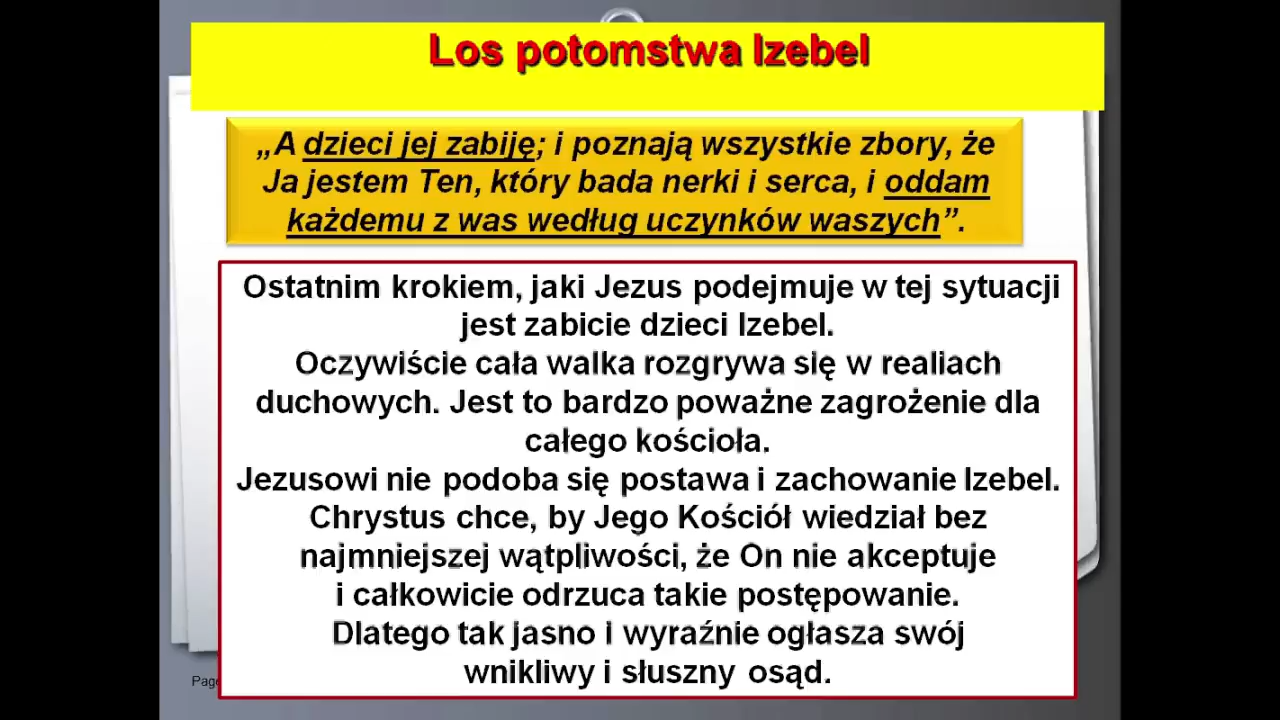 Los potomstwa Izebel
„A dzieci jej zabiję; i poznają wszystkie zbory, że
Ja jestem Ten, który bada nerki i serca, i oddam
każdemu z was według uczynków waszych”.
Ostatnim krokiem, jaki Jezus podejmuje w tej sytuacji
jest zabicie dzieci Izebel.
Oczywiście cała walka rozgrywa się w realiach
duchowych. Jest to bardzo poważne zagrożenie dla
całego kościoła.
Jezusowi nie podoba się postawa i zachowanie Izebel.
Chrystus chce, by Jego Kościół wiedział bez
najmniejszej wątpliwości, że On nie akceptuje
i całkowicie odrzuca takie postępowanie.
Dlatego tak jasno i wyraźnie ogłasza swój
wnikliwy i słuszny osąd.
Page